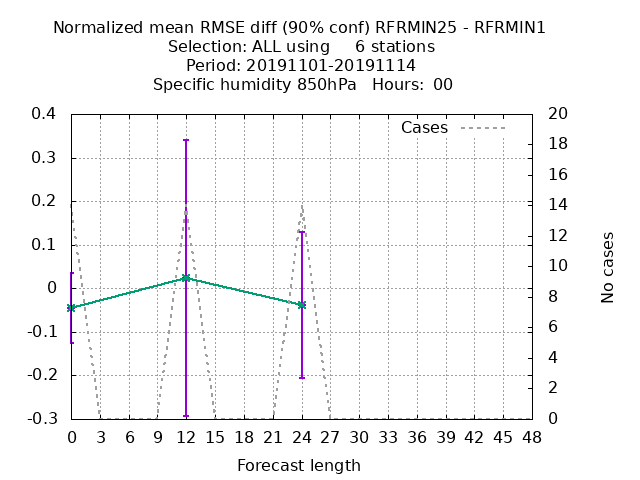 Normalized mean RMSE diff (90% conf) RFRMIN25 - RFRMIN1
Selection: ALL using     6 stations
Period: 20191101-20191114
Specific humidity 850hPa   Hours:  00
Cases
0.4
0.3
0.2
0.1
0
-0.1
-0.2
-0.3
20
18
16
14
12
10
8
6
4
2
0
No cases
0 3 6 9 12 15 18 21 24 27 30 33 36 39 42 45 48
Forecast length